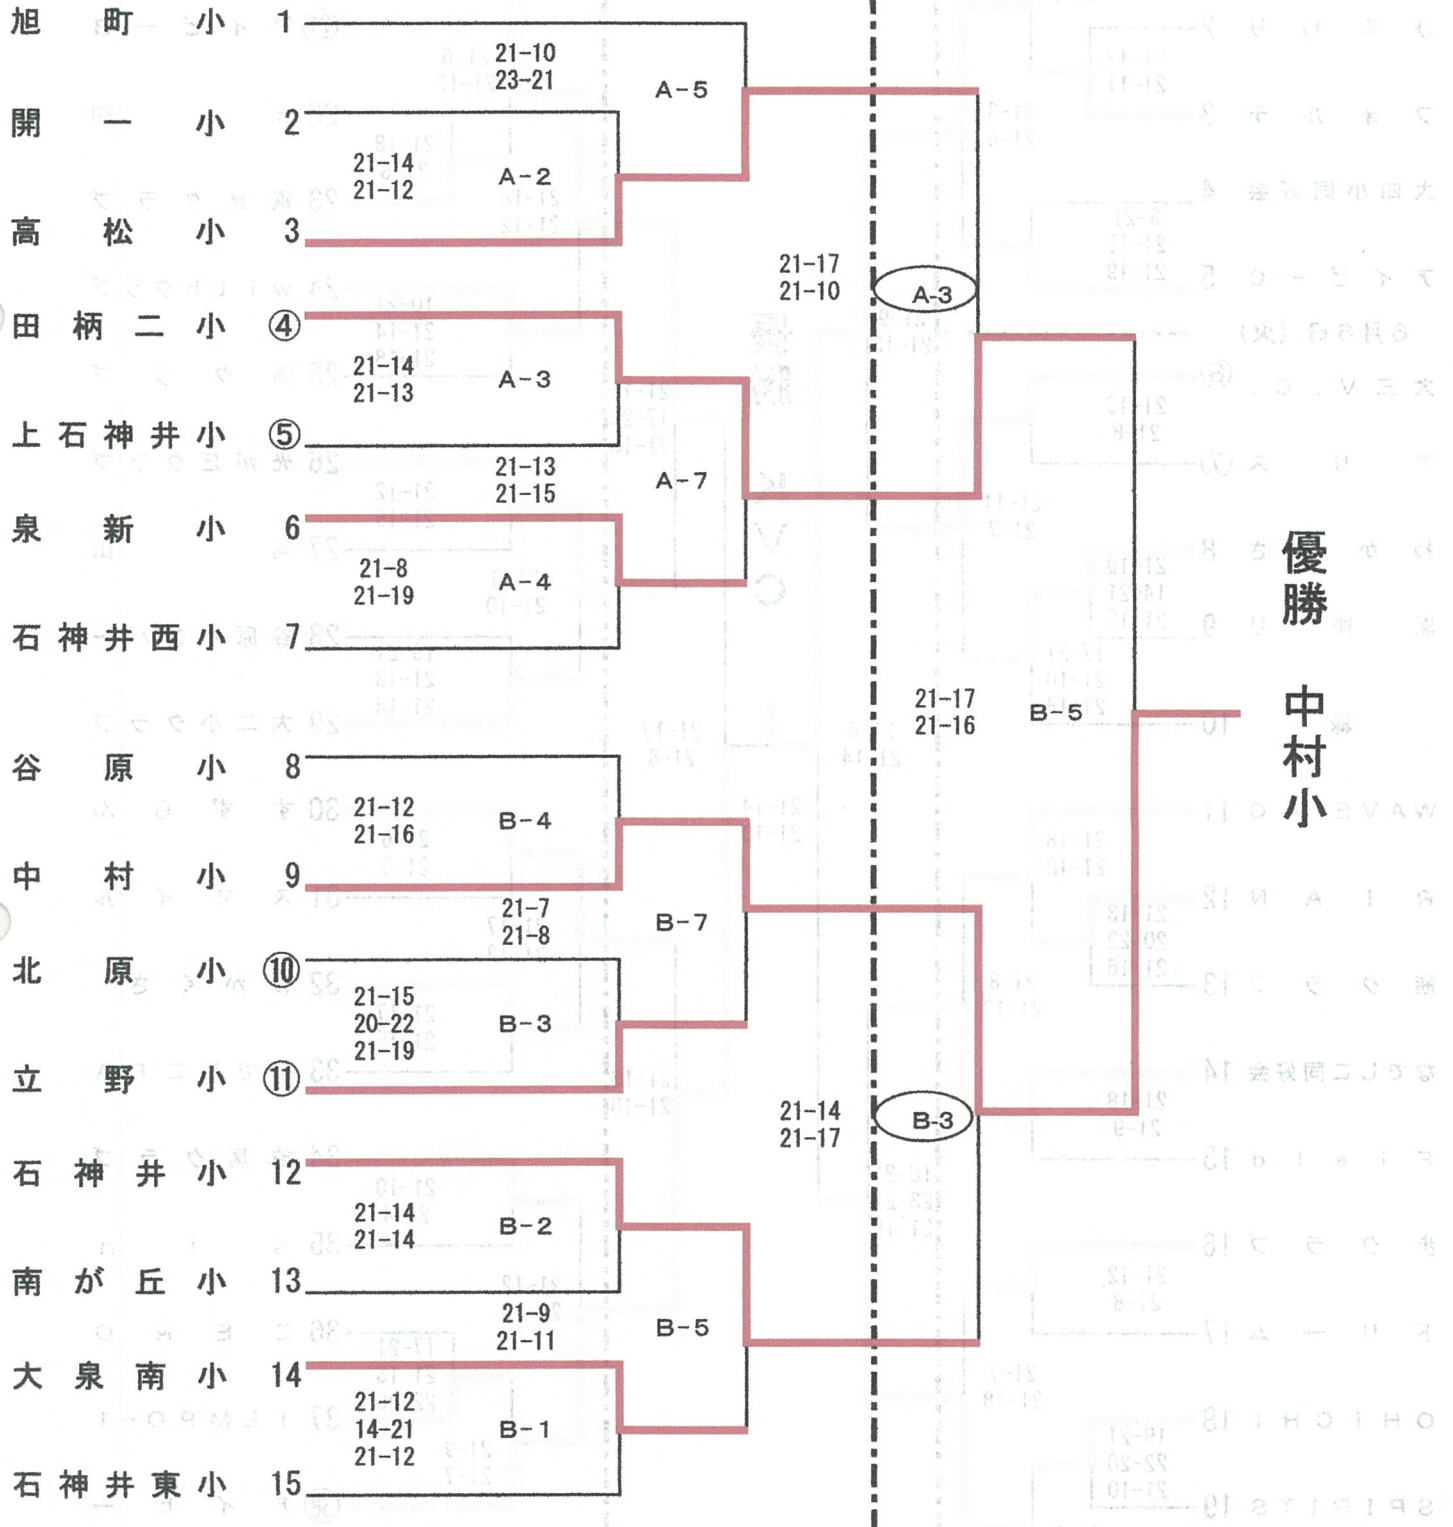 旭町小 1
21-10
23-21
A-5
開一小 2
21-14
21-12
A-2
高松小 3
21-17
21-10
A-3
田柄二小 ④
21-14
21-13
A-3
上石神井小 ⑤
21-13
21-15
A-7
泉新小 6
21-8
21-19
A-4
石神井西小 7
21-17
21-16
B-5
優勝 中村小
谷原小 8
21-12
21-16
B-4
中村小 9
21-7
21-8
B-7
北原小 ⑩
21-15
20-22
21-19
B-3
立野小 ⑪
21-14
21-17
B-3
石神井小 12
21-14
21-14
B-2
南が丘小 13
21-9
21-11
B-5
大泉南小 14
21-12
14-21
21-12
B-1
石神井東小 15